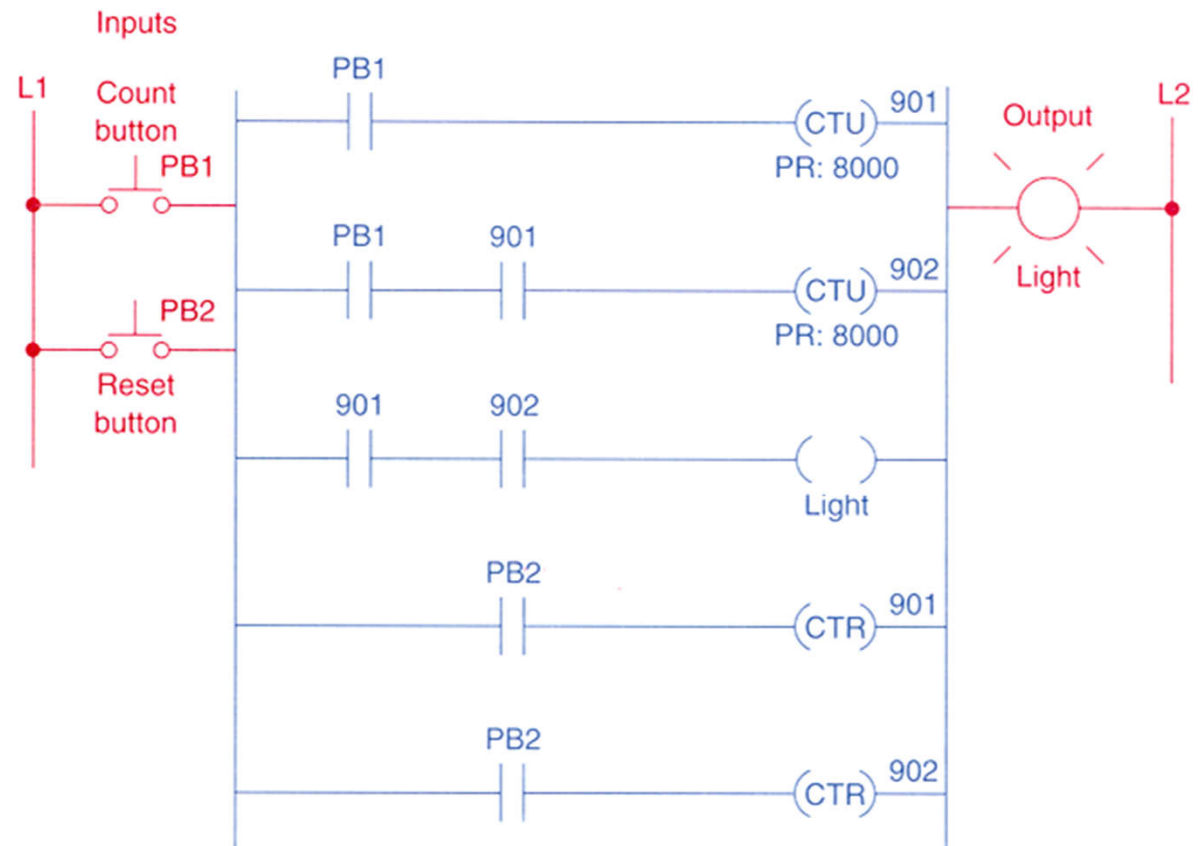 Inputs
L1
Count
button
PB1
PB2
Reset
button
PB1
CTU
901
PR: 8000
PB1
901
CTU
902
PR: 8000
901
902
Light
PB2
CTR
901
PB2
CTR
902
Output
Light
L2